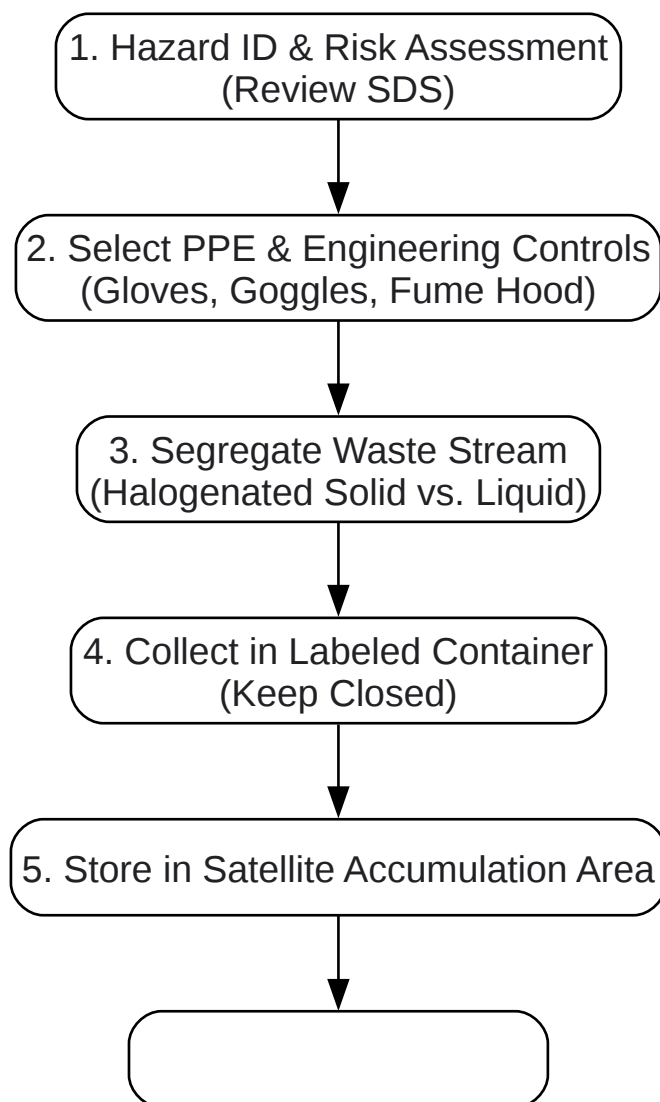 1. Hazard ID & Risk Assessment
(Review SDS)
2. Select PPE & Engineering Controls
(Gloves, Goggles, Fume Hood)
3. Segregate Waste Stream
(Halogenated Solid vs. Liquid)
4. Collect in Labeled Container
(Keep Closed)
5. Store in Satellite Accumulation Area